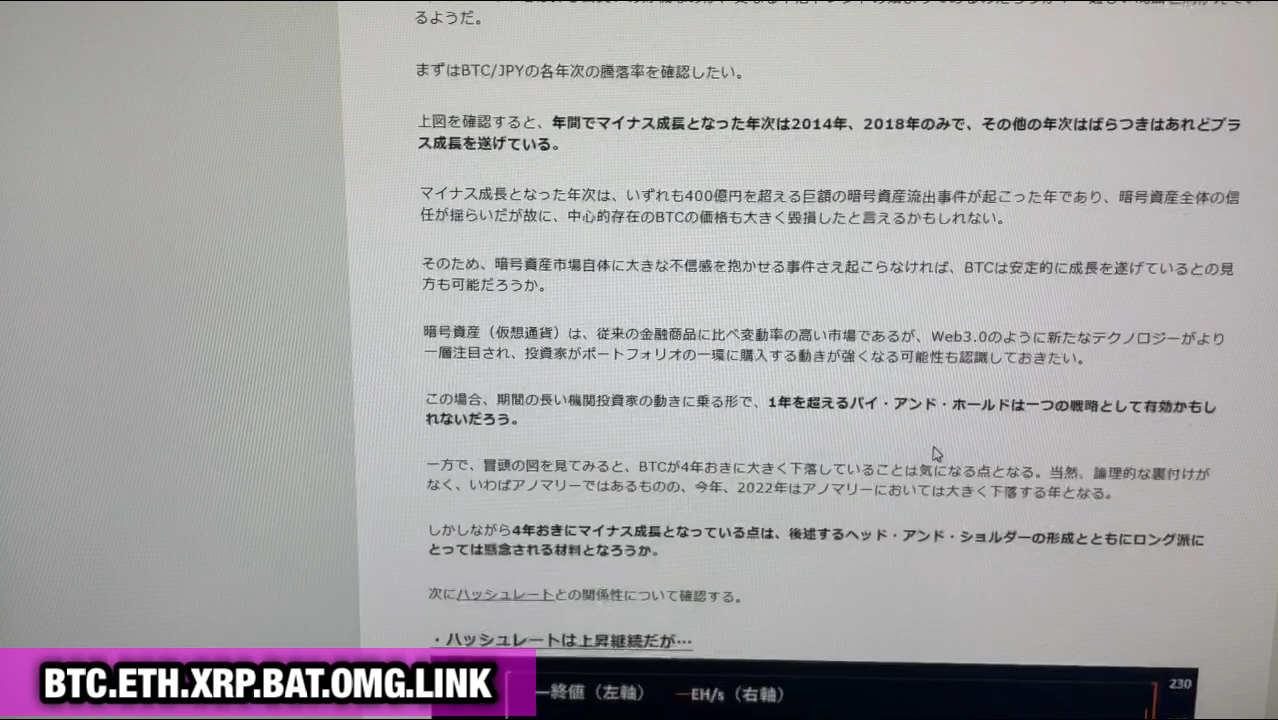 るようだ。
まずはBTC/JPYの各年次の騰落率を確認したい。
上図を確認すると、年間でマイナス成長となった年次は2014年、2018年のみで、その他の年次はばらつきはあれどプラ
ス成長を遂げている。
マイナス成長となった年次は、いずれも400億円を超える巨額の暗号資産流出事件が起こった年であり、暗号資産全体の信
任が揺らいだが故に、中心的存在のBTCの価格も大きく毀損したと言えるかもしれない。
そのため、暗号資産市場自体に大きな不信感を抱かせる事件さえ起こらなければ、BTCは安定的に成長を遂げているとの見
方も可能だろうか。
暗号資産（仮想通貨）は、従来の金融商品に比べ変動率の高い市場であるが、Web3.0のように新たなテクノロジーがより
一層注目され、投資家がポートフォリオの一環に購入する動きが強くなる可能性も認識しておきたい。
この場合、期間の長い機関投資家の動きに乗る形で、1年を超えるバイ・アンド・ホールドは一つの戦略として有効かもし
れないだろう。
一方で、冒頭の図を見てみると、BTCが4年おきに大きく下落していることは気になる点となる。当然、論理的な裏付けが
なく、いわばアノマリーではあるものの、今年、2022年はアノマリーにおいては大きく下落する年となる。
しかしながら4年おきにマイナス成長となっている点は、後述するヘッド・アンド・ショルダーの形成とともにロング派に
とっては懸念される材料となろうか。
次にハッシュレートとの関係性について確認する。
・ハッシュレートは上昇継続だが…
BTC.ETH.XRP.BAT.OMG.LINK
終値（左軸） EH/s（右軸） 230